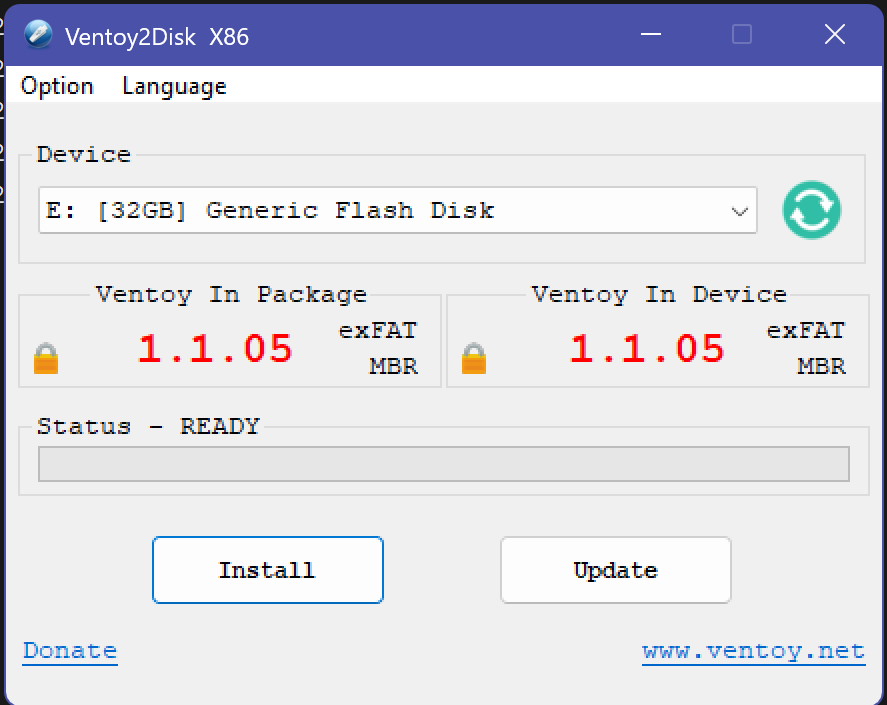 Ventoy2Disk X86
Option Language
Device
E: [32GB] Generic Flash Disk
Ventoy In Package
1.1.05
exFAT
MBR
Ventoy In Device
1.1.05
exFAT
MBR
Status - READY
Install
Update
Donate
www.ventoy.net